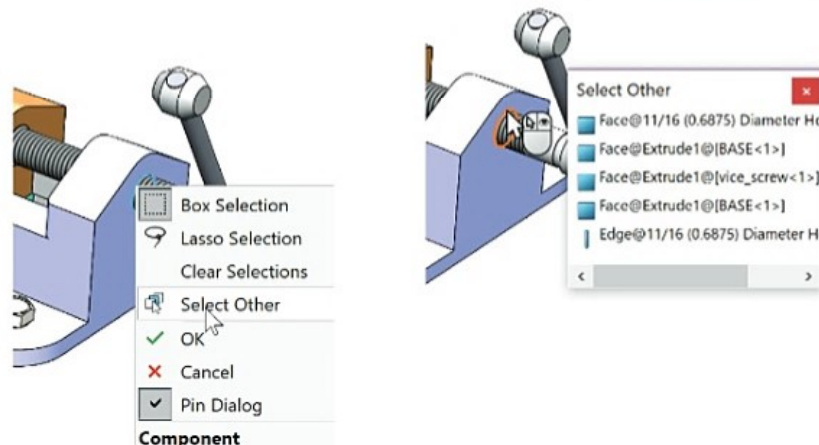 Box Selection
Lasso Selection
Clear Selections
Select Other
OK
Cancel
Pin Dialog
Component
Select Other
Face@11/16 (0.6875) Diameter Ho
Face@Extrude1@[BASE<1>]
Face@Extrude1@[vice_screw<1>]
Face@Extrude1@[BASE<1>]
Edge@11/16 (0.6875) Diameter H